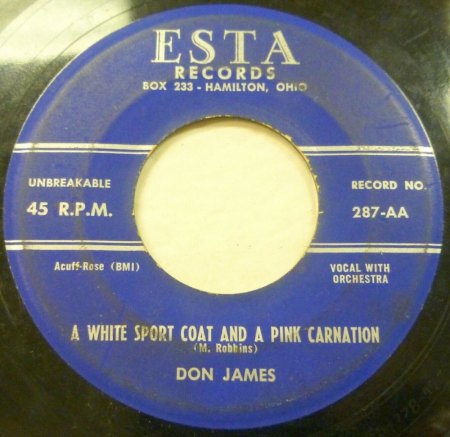 ESTA
RECORDS
BOX 233 - HAMILTON, OHIO
UNBREAKABLE
45 R.P.M.
RECORD NO.
287-AA
Acuff-Rose (BMI)
VOCAL WITH
ORCHESTRA
A WHITE SPORT COAT AND A PINK CARNATION
(M. Robbins)
DON JAMES